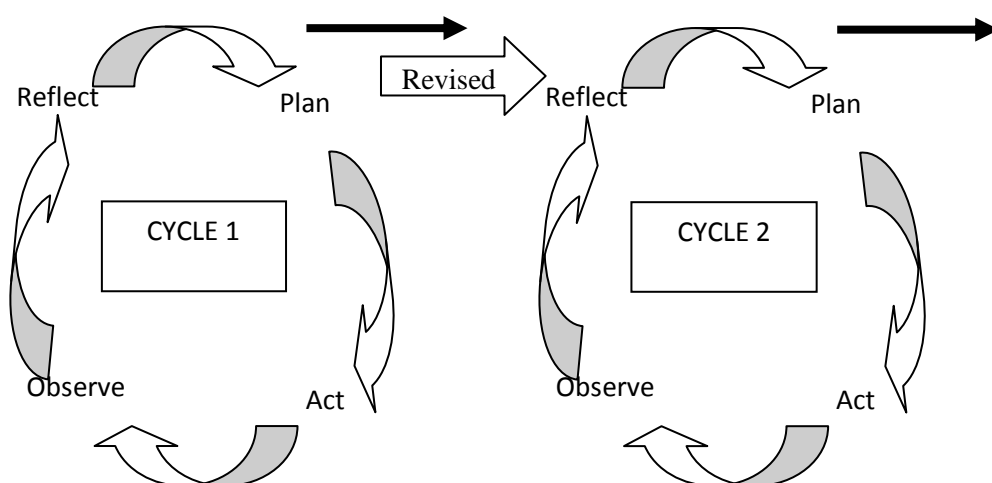 Revised
Reflect
Plan
Reflect
Plan
CYCLE 1
CYCLE 2
Observe
Act
Observe
Act